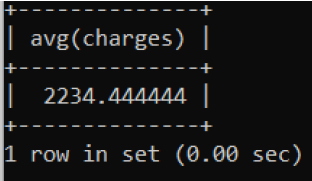 +--------------+
| avg(charges) |
+--------------+
|  2234.444444 |
+--------------+
1 row in set (0.00 sec)